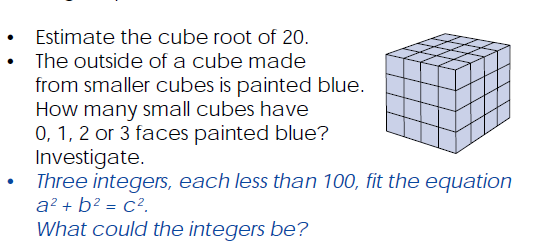 • Estimate the cube root of 20.
• The outside of a cube made
from smaller cubes is painted blue.
How many small cubes have
0, 1, 2 or 3 faces painted blue?
Investigate.
• Three integers, each less than 100, fit the equation
a² + b² = c².
What could the integers be?